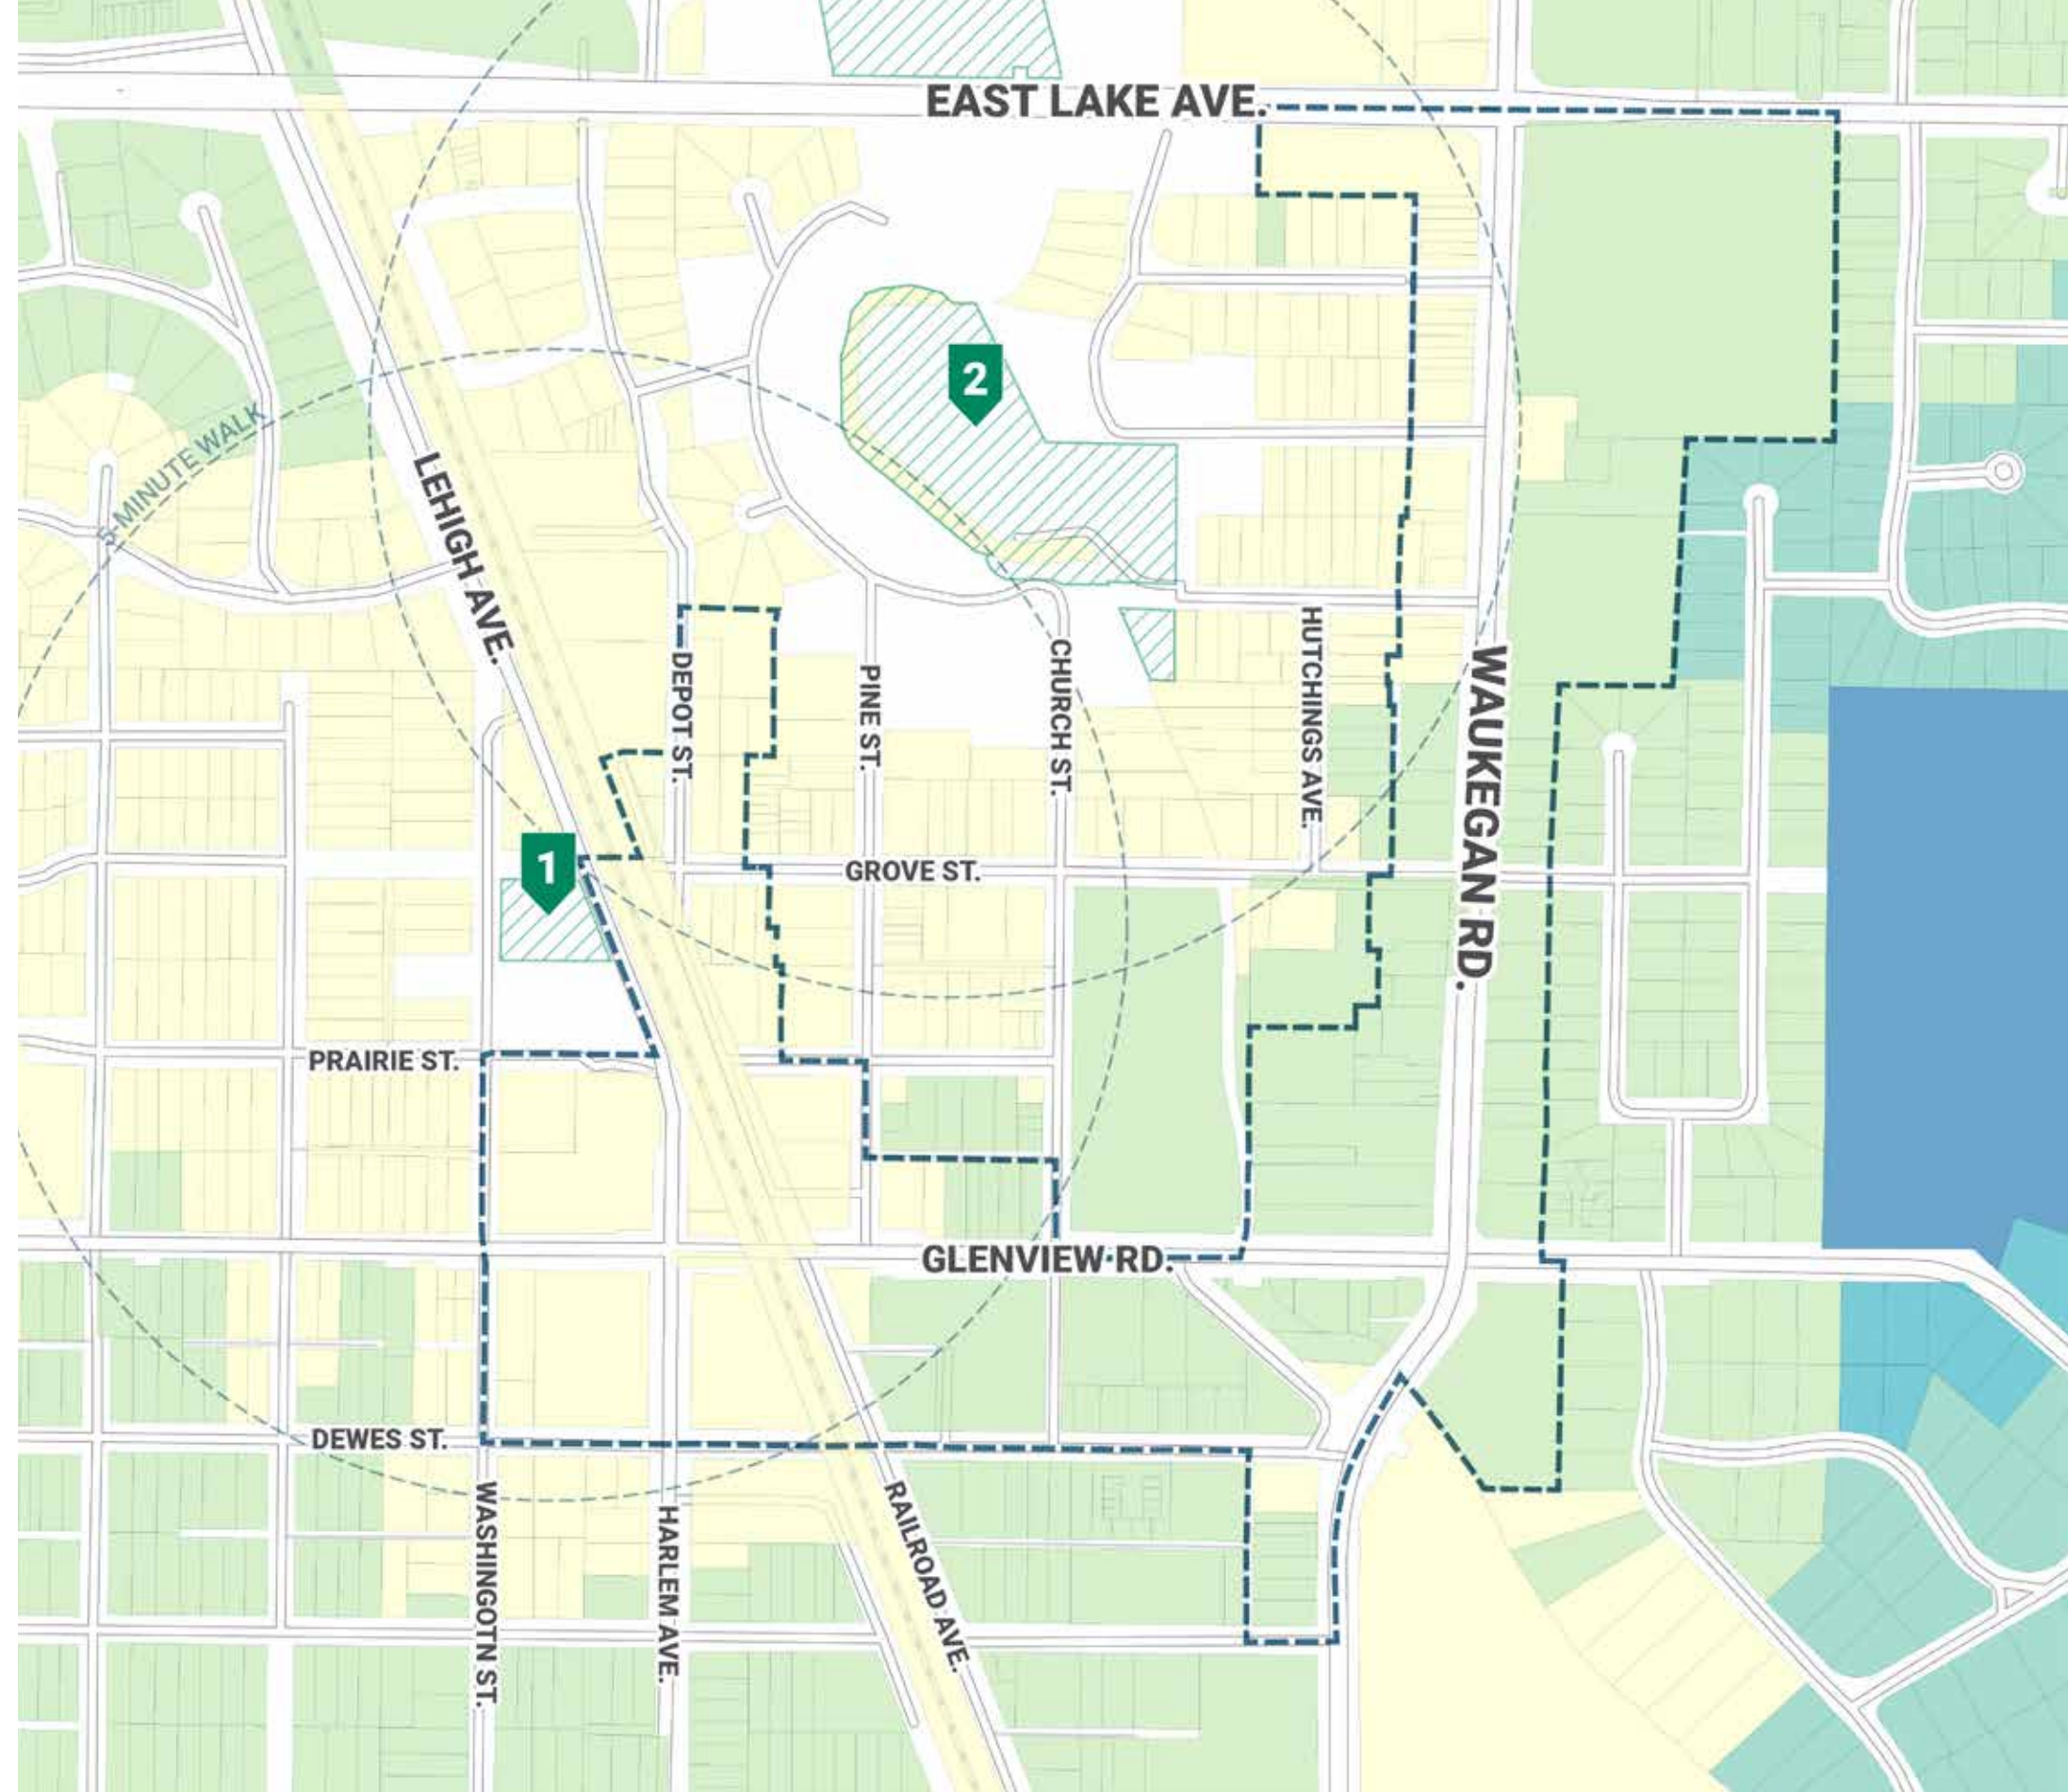 EAST LAKE AVE.
2
5-MINUTE WALK
LEHIGH AVE.
DEPOT ST.
PINE ST.
CHURCH ST.
HUTCHINGS AVE.
WAUKEGAN RD.
1
GROVE ST.
PRAIRIE ST.
GLENVIEW RD.
DEWES ST.
WASHINGOTN ST.
HARLEM AVE.
RAILROAD AVE.